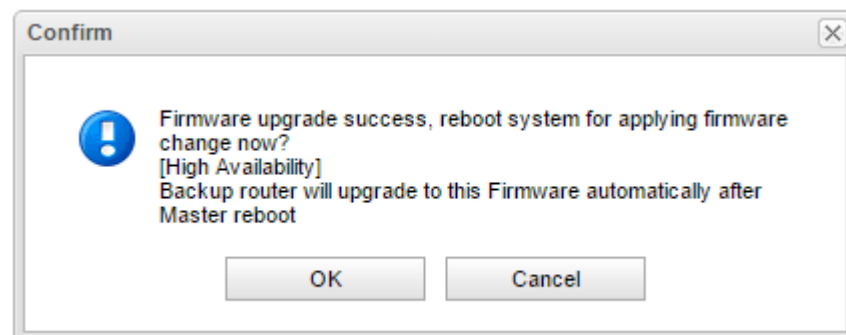 Confirm
Firmware upgrade success, reboot system for applying firmware
change now?
[High Availability]
Backup router will upgrade to this Firmware automatically after
Master reboot
OK
Cancel